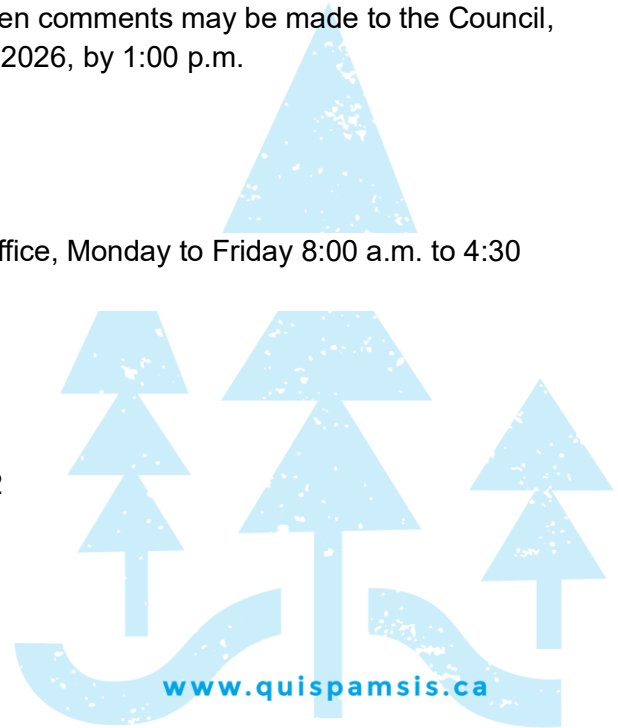 en comments may be made to the Council,
2026, by 1:00 p.m.
ffice, Monday to Friday 8:00 a.m. to 4:30
2
www.quispamsis.ca